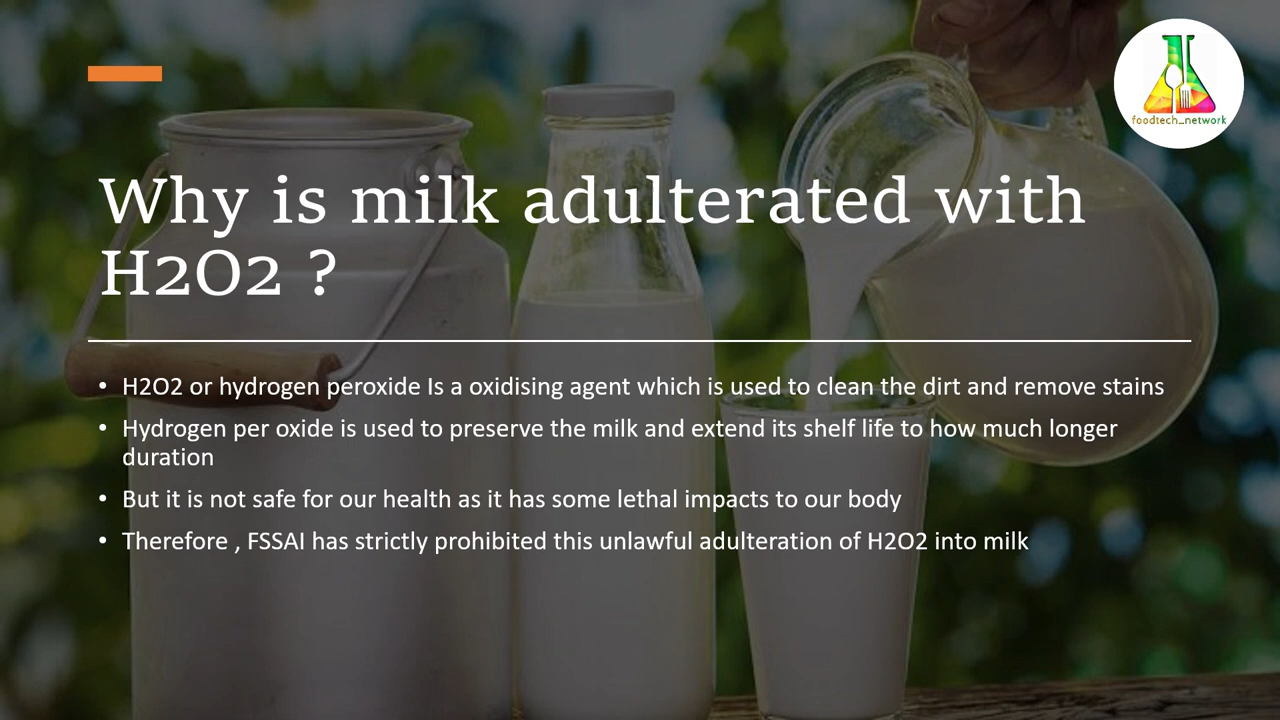 foodtech_network
Why is milk adulterated with
H2O2 ?
• H2O2 or hydrogen peroxide Is a oxidising agent which is used to clean the dirt and remove stains
• Hydrogen per oxide is used to preserve the milk and extend its shelf life to how much longer
duration
• But it is not safe for our health as it has some lethal impacts to our body
• Therefore , FSSAI has strictly prohibited this unlawful adulteration of H2O2 into milk